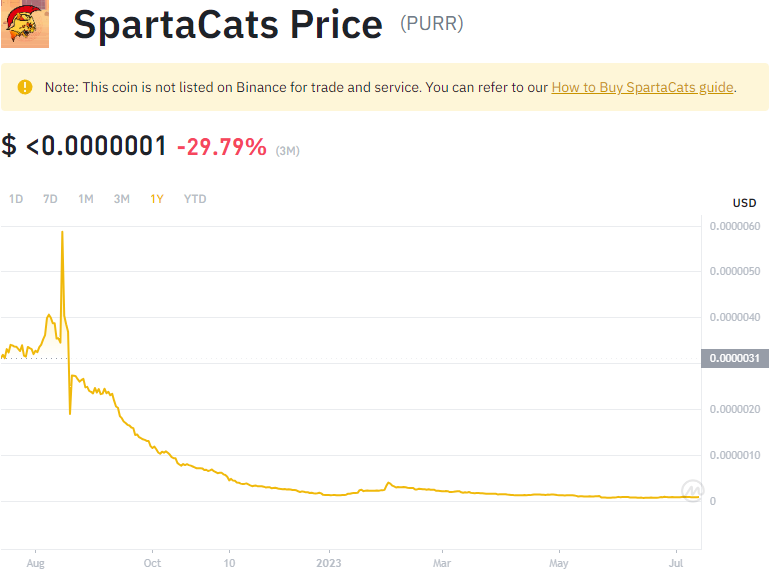 SpartaCats Price (PURR)
Note: This coin is not listed on Binance for trade and service. You can refer to our How to Buy SpartaCats guide.
$ <0.0000001 -29.79% (3M)
1D 7D 1M 3M 1Y YTD
USD
0.0000060
0.0000050
0.0000040
0.0000031
0.0000020
0.0000010
0
Aug Oct 10 2023 Mar May Jul